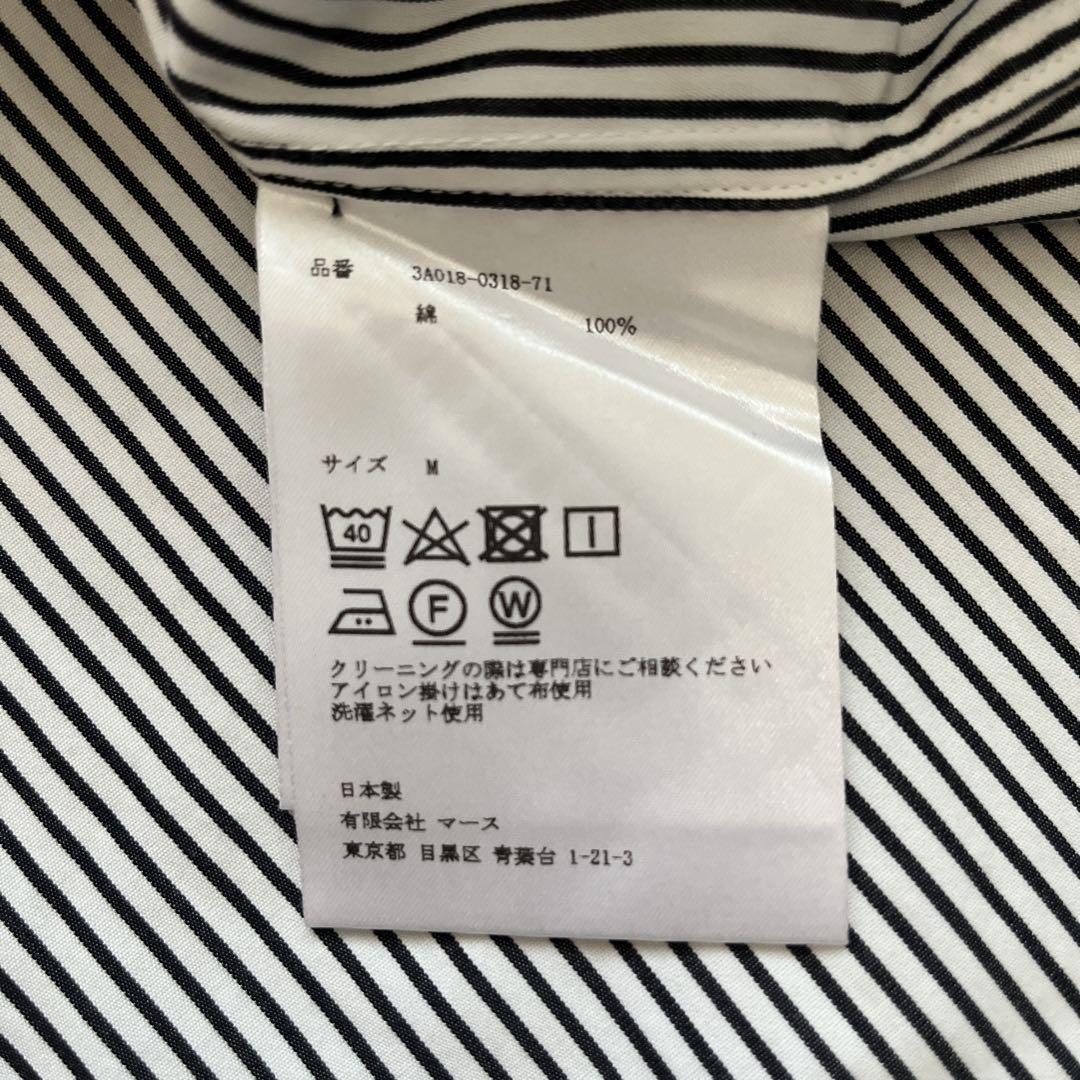 品番 3A018-0318-71
綿 100%
サイズ M
40
F W
クリーニングの際は専門店にご相談ください
アイロン掛けはあて布使用
洗濯ネット使用
日本製
有限会社 マース
東京都 目黒区 青葉台 1-21-3